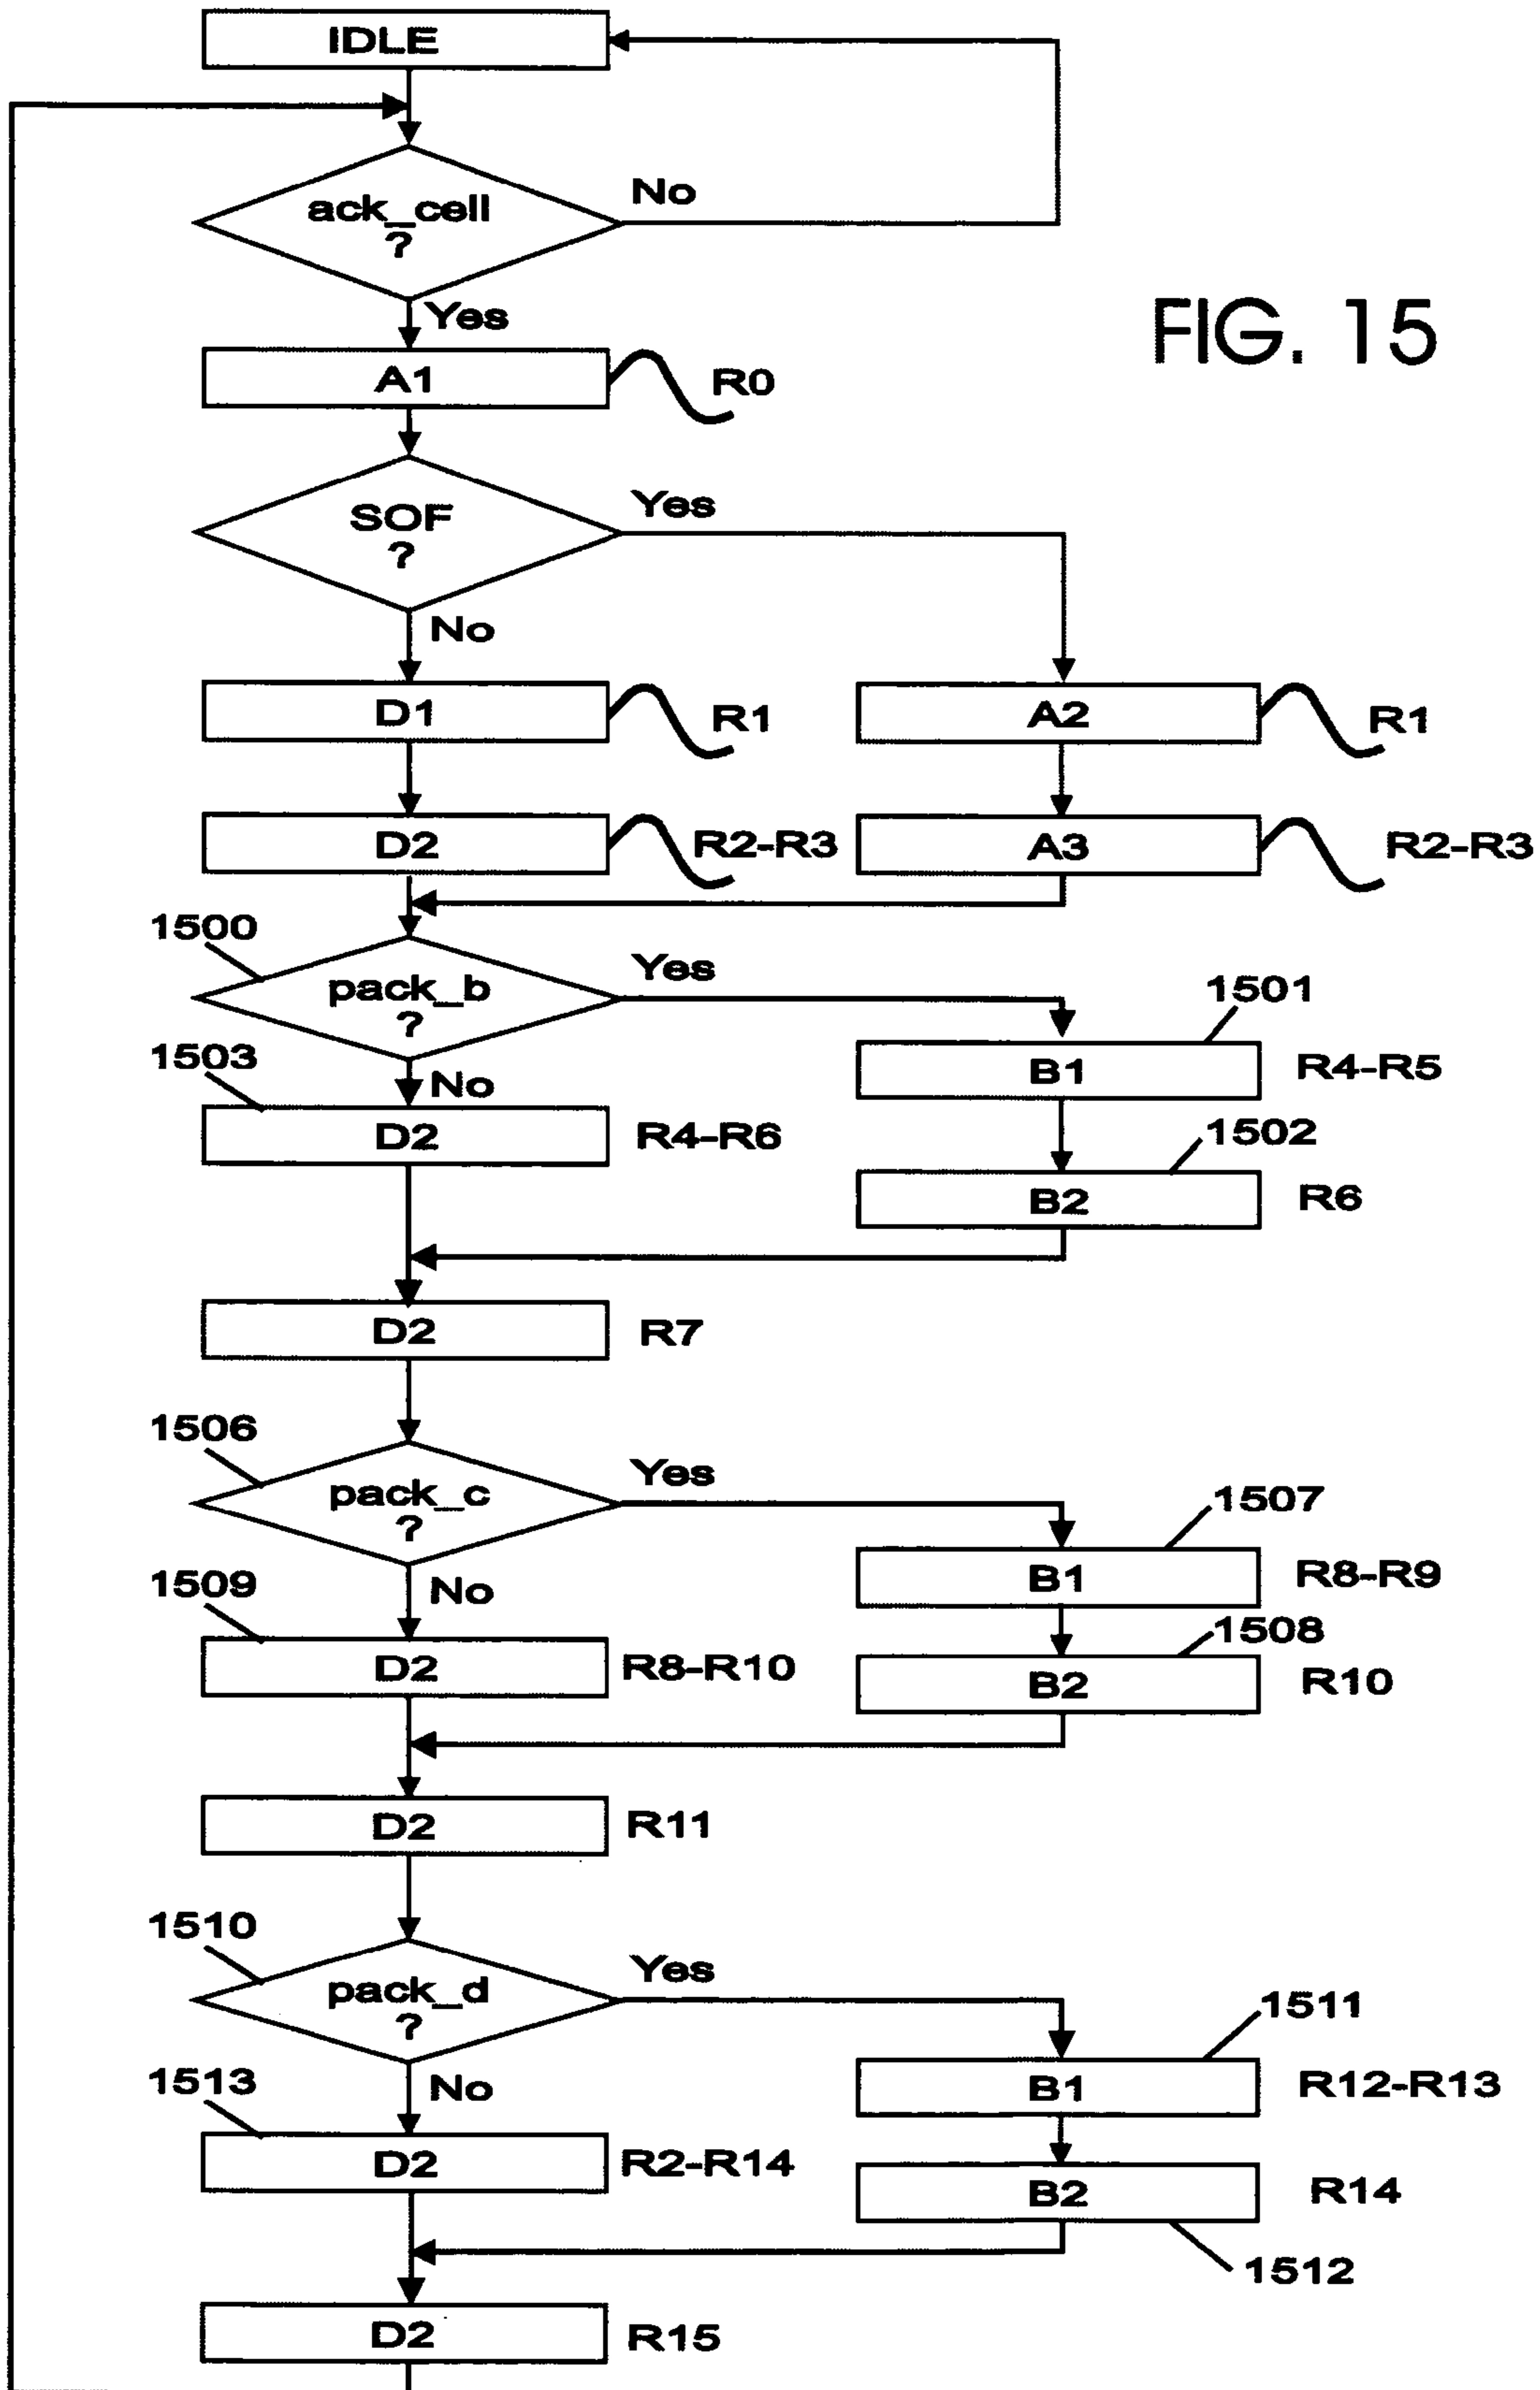 IDLE
ack_cell
?
No
Yes
FIG. 15
A1
R0
SOF
?
Yes
No
D1
R1
A2
R1
D2
R2-R3
A3
R2-R3
1500
pack_b
?
Yes
1501
B1
R4-R5
1503
No
D2
R4-R6
1502
B2
R6
D2
R7
1506
pack_c
?
Yes
1507
B1
R8-R9
1509
No
D2
R8-R10
1508
B2
R10
D2
R11
1510
pack_d
?
Yes
1511
B1
R12-R13
1513
No
D2
R2-R14
B2
R14
1512
D2
R15